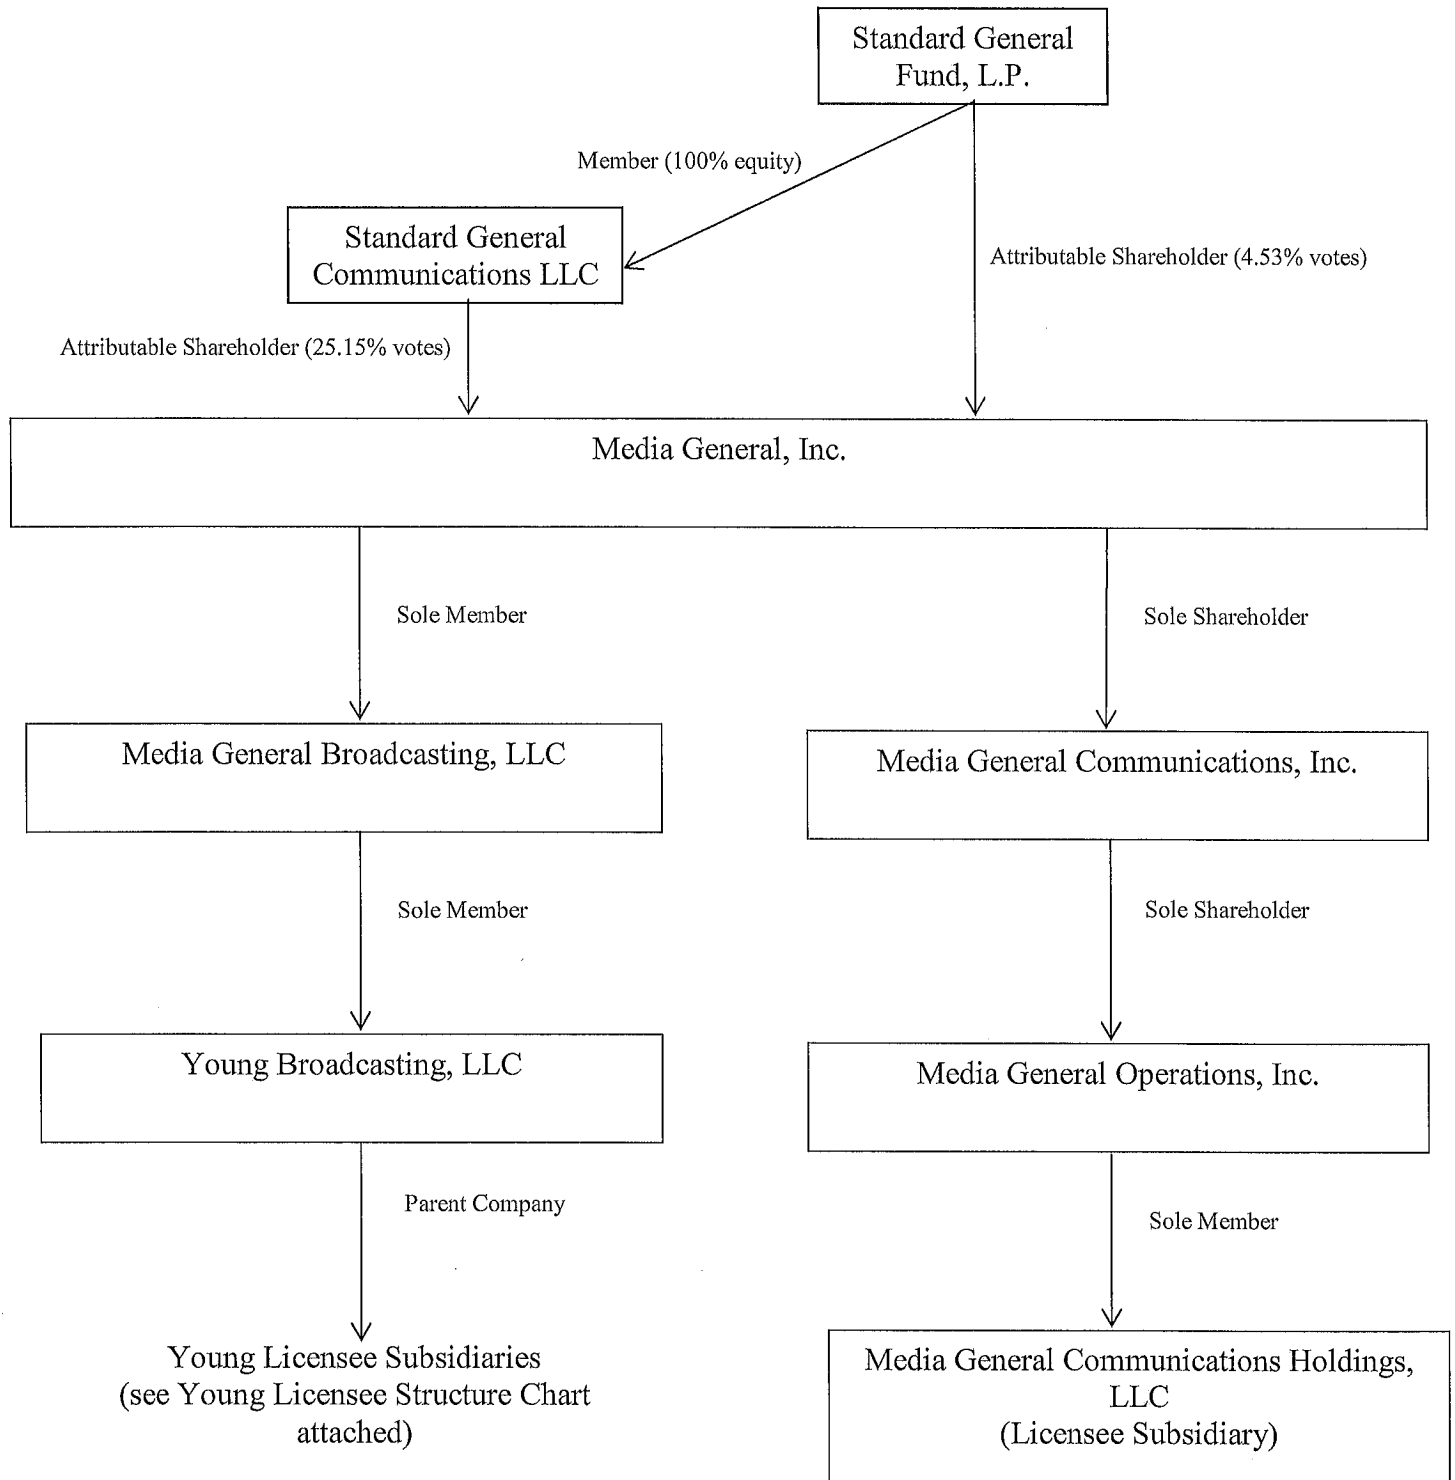 Standard General
Fund, L.P.
Member (100% equity)
Standard General
Communications LLC
Attributable Shareholder (4.53% votes)
Attributable Shareholder (25.15% votes)
Media General, Inc.
Sole Member
Sole Shareholder
Media General Broadcasting, LLC
Media General Communications, Inc.
Sole Member
Sole Shareholder
Young Broadcasting, LLC
Media General Operations, Inc.
Parent Company
Sole Member
Young Licensee Subsidiaries
(see Young Licensee Structure Chart
attached)
Media General Communications Holdings,
LLC
(Licensee Subsidiary)